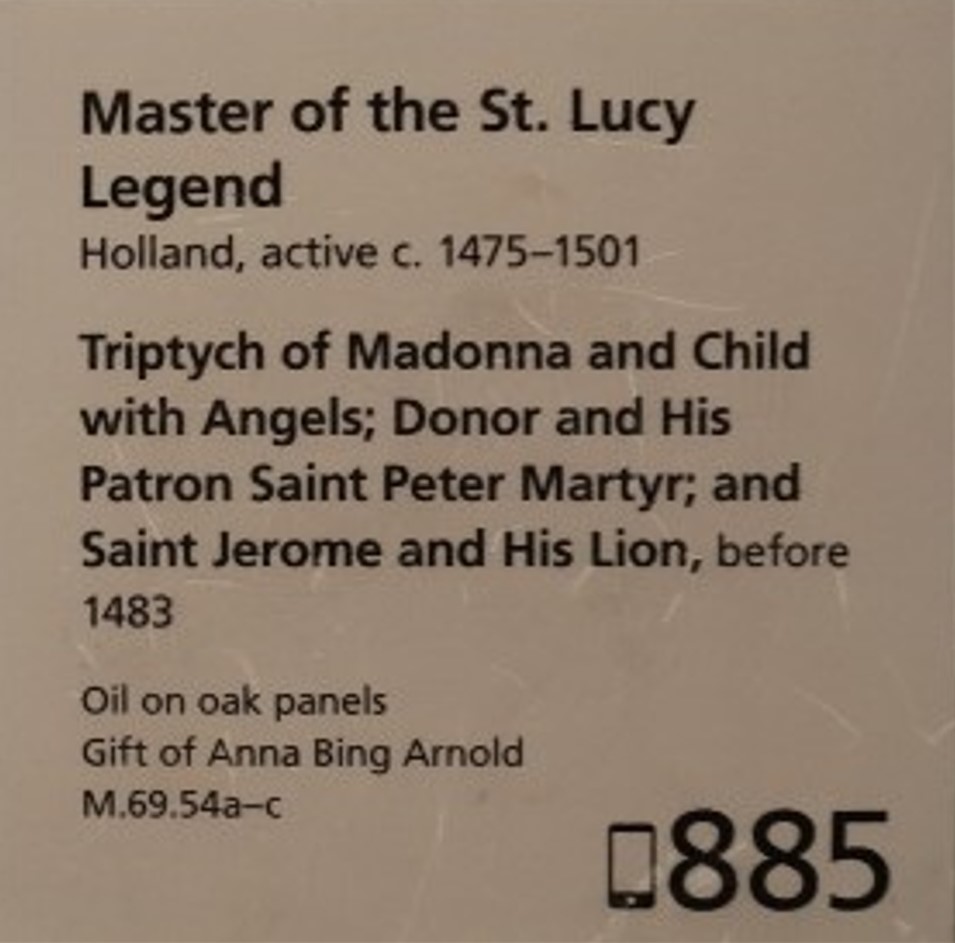 Master of the St. Lucy
Legend
Holland, active c. 1475–1501
Triptych of Madonna and Child
with Angels; Donor and His
Patron Saint Peter Martyr; and
Saint Jerome and His Lion, before
1483
Oil on oak panels
Gift of Anna Bing Arnold
M.69.54a–c
885